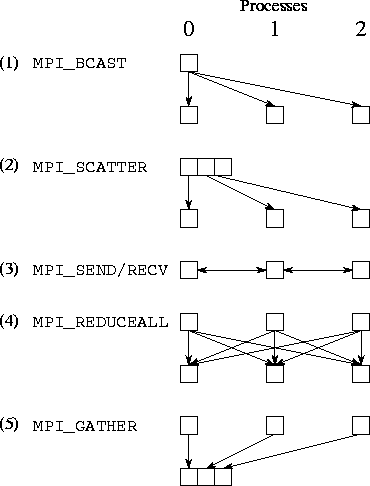 Processes
0 1 2
(1) MPI_BCAST
(2) MPI_SCATTER
(3) MPI_SEND/RECV
(4) MPI_REDUCEALL
(5) MPI_GATHER